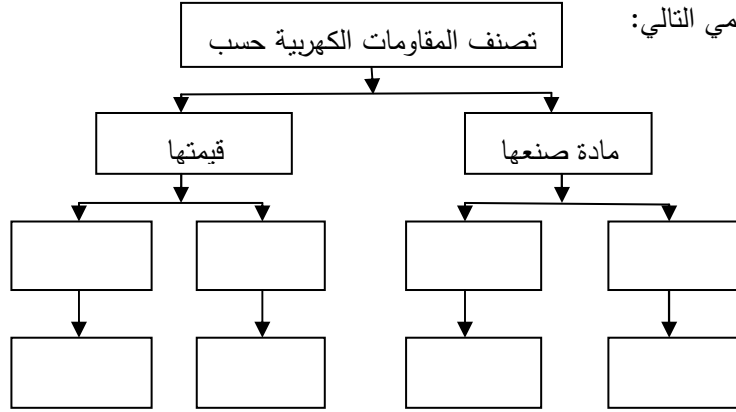 مي التالي:
تصنف المقاومات الكهربية حسب
مادة صنعها
قيمتها